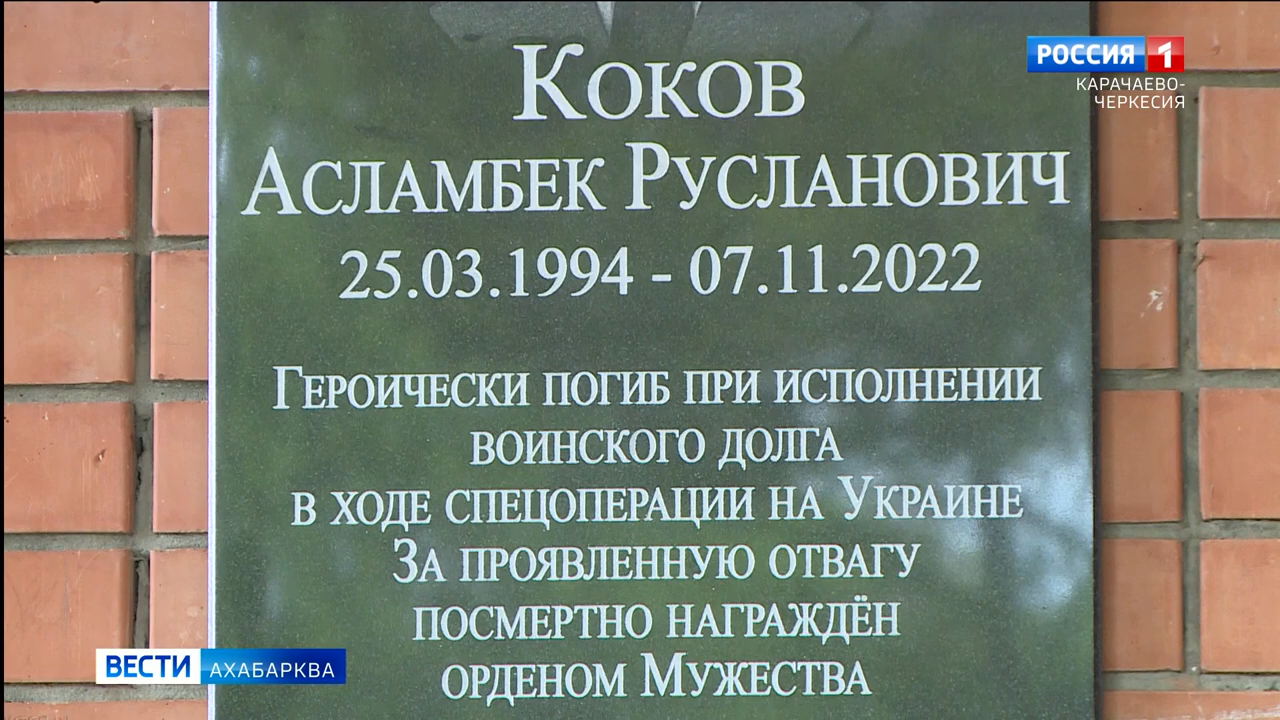 РОССИЯ 1
КАРАЧАЕВО-
ЧЕРКЕСИЯ
Коков
Асламбек Русланович
25.03.1994 - 07.11.2022
Героически погиб при исполнении
воинского долга
в ходе спецоперации на Украине
За проявленную отвагу
посмертно награждён
орденом Мужества
ВЕСТИ АХАБАРКВА